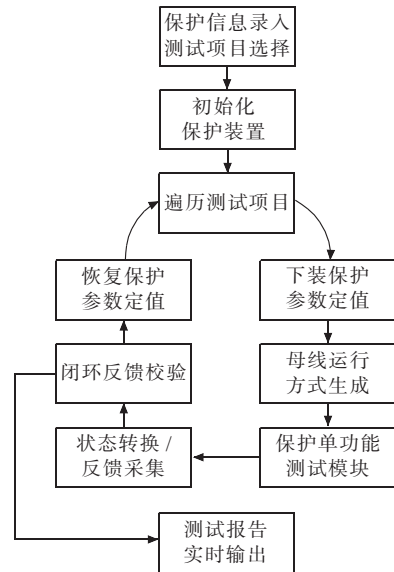 保护信息录入
测试项目选择
初始化
保护装置
遍历测试项目
恢复保护
参数定值
下装保护
参数定值
闭环反馈校验
母线运行
方式生成
状态转换/
反馈采集
保护单功能
测试模块
测试报告
实时输出